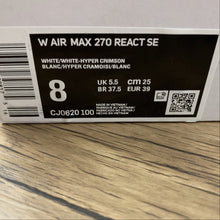 W AIR MAX 270 REACT SE
WHITE/WHITE-HYPER CRIMSON
BLANC/HYPER CRAMOISI/BLANC
8
UK 5.5 cm 25
BR 37.5 EUR 39
CJ0620 100
MADE IN VIETNAM